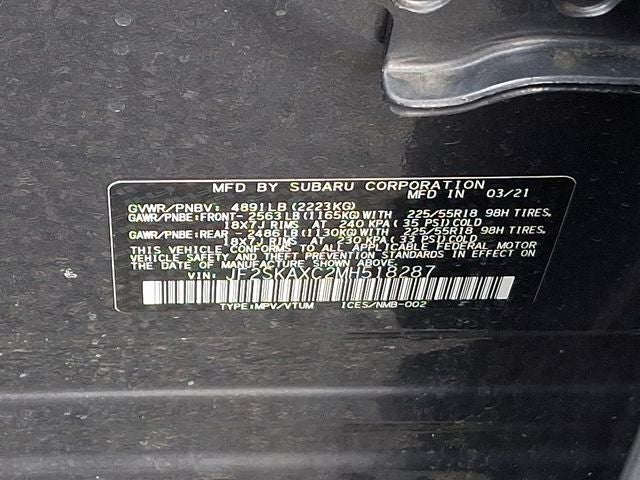 MFD BY SUBARU CORPORATION
MFD IN 03/21
GVWR/PNBV: 4891LB (2223KG)
GAWR/PNBE:FRONT-2563LB(1165KG)WITH 225/55R18 98H TIRES,
18x7J RIMS AT 240 KPA(35 PSI)COLD
GAWR/PNBE:REAR -2486LB(1130KG)WITH 225/55R18 98H TIRES,
18x7J RIMS AT 230 KPA(33 PSI)COLD
THIS VEHICLE CONFORMS TO ALL APPLICABLE FEDERAL MOTOR
VEHICLE SAFETY AND THEFT PREVENTION STANDARDS IN EFFECT ON
THE DATE OF MANUFACTURE SHOWN ABOVE.
VIN: JF2SKAXC2MH518287
TYPE:MPV/VTUM 1CES/NMB-002